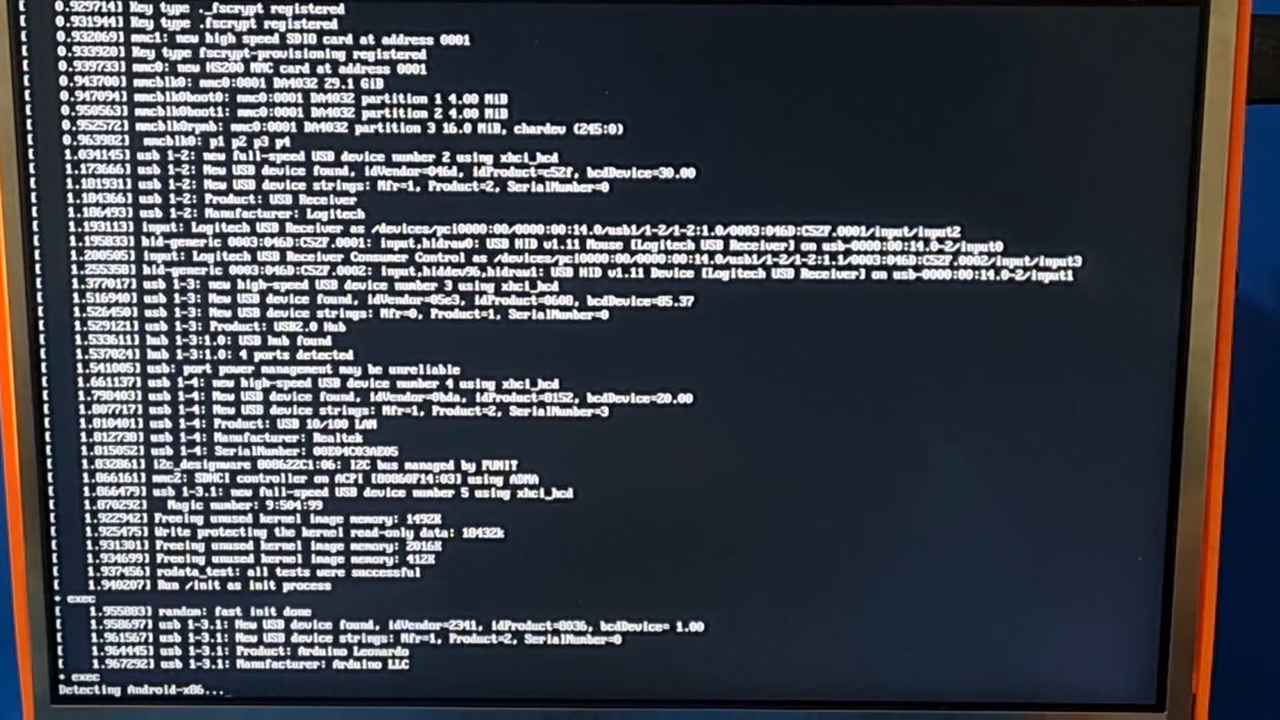 [ 0.929714] Key type ._fscrypt registered
[ 0.931944] Key type .fscrypt registered
[ 0.932069] mmc1: new high speed SDIO card at address 0001
[ 0.933920] Key type fscrypt-provisioning registered
[ 0.939733] mmc0: new HS200 MMC card at address 0001
[ 0.943700] mmcblk0: mmc0:0001 DA4032 29.1 GiB
[ 0.947094] mmcblk0boot0: mmc0:0001 DA4032 partition 1 4.00 MiB
[ 0.950563] mmcblk0boot1: mmc0:0001 DA4032 partition 2 4.00 MiB
[ 0.952572] mmcblk0rpmb: mmc0:0001 DA4032 partition 3 16.0 MiB, chardev (245:0)
[ 0.963982] mmcblk0: p1 p2 p3 p4
[ 1.034145] usb 1-2: new full-speed USB device number 2 using xhci_hcd
[ 1.173666] usb 1-2: New USB device found, idVendor=046d, idProduct=c52f, bcdDevice=30.00
[ 1.181931] usb 1-2: New USB device strings: Mfr=1, Product=2, SerialNumber=0
[ 1.184366] usb 1-2: Product: USB Receiver
[ 1.186493] usb 1-2: Manufacturer: Logitech
[ 1.193113] input: Logitech USB Receiver as /devices/pci0000:00/0000:00:14.0/usb1/1-2/1-2:1.0/0003:046D:C52F.0001/input/input2
[ 1.195833] hid-generic 0003:046D:C52F.0001: input,hidraw0: USB HID v1.11 Mouse [Logitech USB Receiver] on usb-0000:00:14.0-2/input0
[ 1.200505] input: Logitech USB Receiver Consumer Control as /devices/pci0000:00/0000:00:14.0/usb1/1-2/1-2:1.1/0003:046D:C52F.0002/input/input3
[ 1.255350] hid-generic 0003:046D:C52F.0002: input,hiddev96,hidraw1: USB HID v1.11 Device [Logitech USB Receiver] on usb-0000:00:14.0-2/input1
[ 1.377017] usb 1-3: new high-speed USB device number 3 using xhci_hcd
[ 1.516940] usb 1-3: New USB device found, idVendor=05e3, idProduct=0608, bcdDevice=85.37
[ 1.526450] usb 1-3: New USB device strings: Mfr=0, Product=1, SerialNumber=0
[ 1.529121] usb 1-3: Product: USB2.0 Hub
[ 1.533611] hub 1-3:1.0: USB hub found
[ 1.537024] hub 1-3:1.0: 4 ports detected
[ 1.541005] usb: port power management may be unreliable
[ 1.661137] usb 1-4: new high-speed USB device number 4 using xhci_hcd
[ 1.798403] usb 1-4: New USB device found, idVendor=0bda, idProduct=8152, bcdDevice=20.00
[ 1.807717] usb 1-4: New USB device strings: Mfr=1, Product=2, SerialNumber=3
[ 1.810401] usb 1-4: Product: USB 10/100 LAN
[ 1.812730] usb 1-4: Manufacturer: Realtek
[ 1.815052] usb 1-4: SerialNumber: 00E04C03AE05
[ 1.832861] i2c_designware 808622C1:06: I2C bus managed by PUNIT
[ 1.866161] mmc2: SDHCI controller on ACPI [80860F14:03] using ADMA
[ 1.866479] usb 1-3.1: new full-speed USB device number 5 using xhci_hcd
[ 1.870292] Magic number: 9:504:99
[ 1.922942] Freeing unused kernel image memory: 1492K
[ 1.925475] Write protecting the kernel read-only data: 18432k
[ 1.931301] Freeing unused kernel image memory: 2016K
[ 1.934699] Freeing unused kernel image memory: 412K
[ 1.937456] rodata_test: all tests were successful
[ 1.940207] Run /init as init process
+ exec
[ 1.955883] random: fast init done
[ 1.958697] usb 1-3.1: New USB device found, idVendor=2341, idProduct=8036, bcdDevice= 1.00
[ 1.961567] usb 1-3.1: New USB device strings: Mfr=1, Product=2, SerialNumber=0
[ 1.964445] usb 1-3.1: Product: Arduino Leonardo
[ 1.967292] usb 1-3.1: Manufacturer: Arduino LLC
+ exec
Detecting Android-x86..._